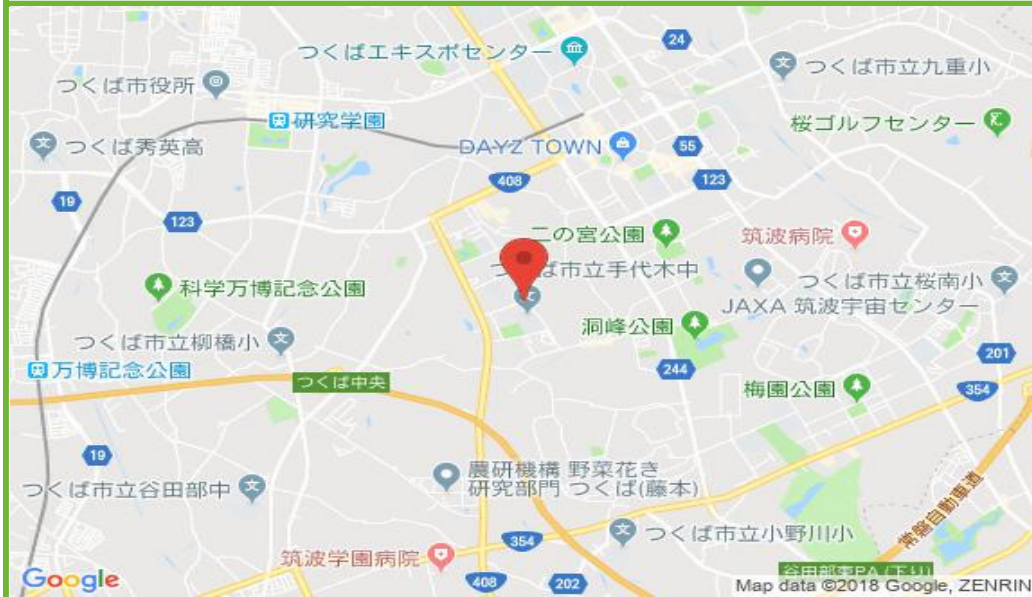 つくばエキスポセンター
24
つくば市立九重小
つくば市役所
研究学園
桜ゴルフセンター
つくば秀英高
DAYZ TOWN
55
408
123
19
123
二の宮公園
筑波病院
つくば市立手代木中
つくば市立桜南小
科学万博記念公園
JAXA 筑波宇宙センター
洞峰公園
つくば市立柳橋小
201
万博記念公園
244
つくば中央
梅園公園
354
19
農研機構 野菜花き
研究部門 つくば(藤本)
つくば市立谷田部中
常磐自動車道
つくば市立小野川小
354
筑波学園病院
谷田部東PA (下り)
408
202
Google
Map data ©2018 Google, ZENRIN